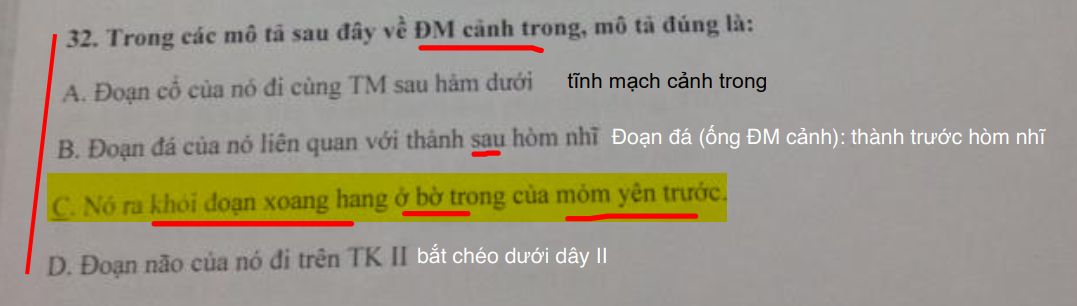 32. Trong các mô tả sau đây về ĐM cảnh trong, mô tả đúng là:
A. Đoạn cổ của nó đi cùng TM sau hàm dưới tĩnh mạch cảnh trong
B. Đoạn đá của nó liên quan với thành sau hòm nhĩ Đoạn đá (ống ĐM cảnh): thành trước hòm nhĩ
C. Nó ra khỏi đoạn xoang hang ở bờ trong của mỏm yên trước.
D. Đoạn não của nó đi trên TK II bắt chéo dưới dây II